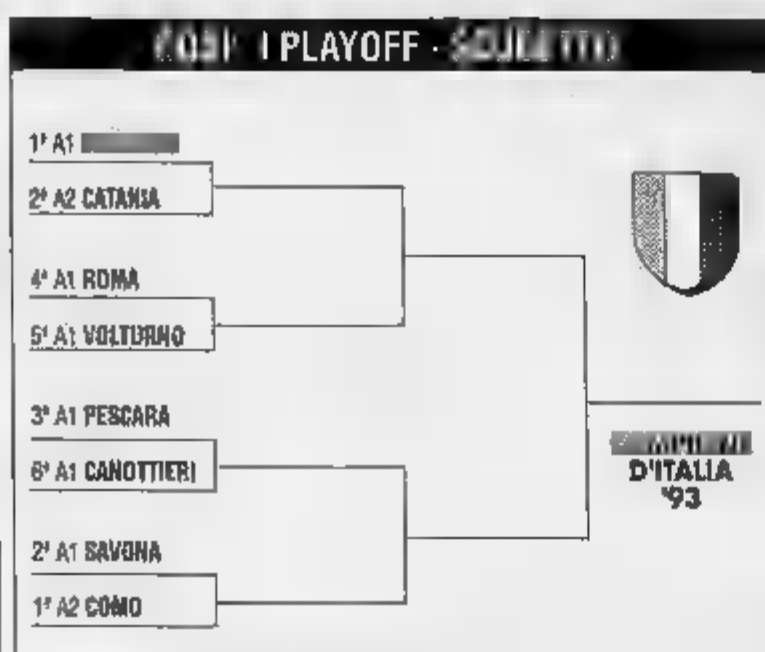 I PLAYOFF -
1ª A1
2ª A2 CATANIA
4ª A1 ROMA
5ª A1 VOLTURNO
3ª A1 PESCARA
6ª A1 CANOTTIERI
2ª A1 SAVONA
1ª A2 COMO
D'ITALIA
'93